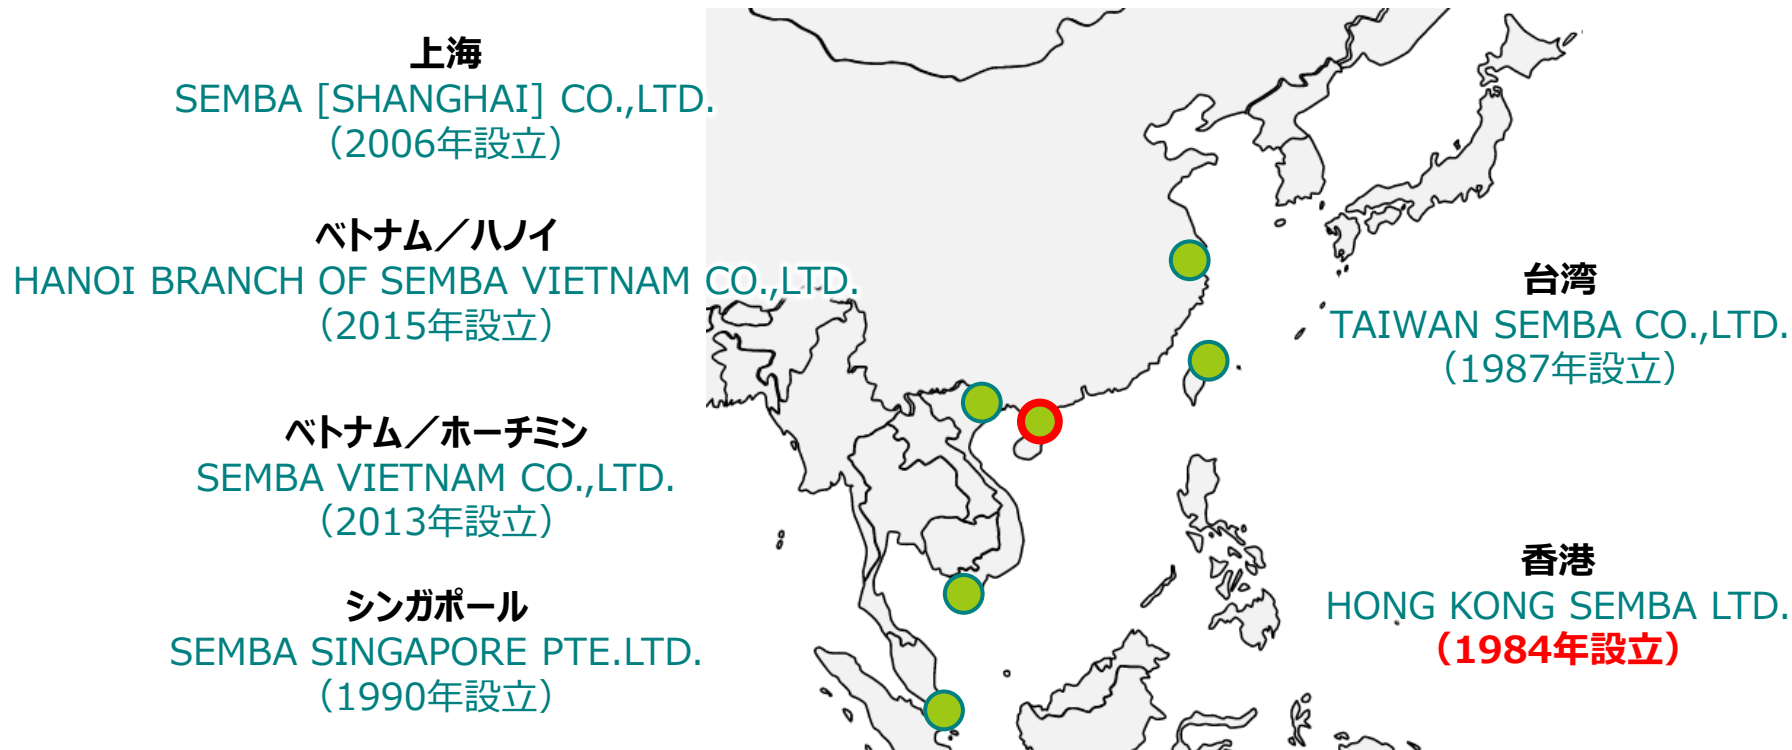 上海
SEMBA [SHANGHAI] CO.,LTD.
（2006年設立）
ベトナム／ハノイ
HANOI BRANCH OF SEMBA VIETNAM CO.,LTD.
（2015年設立）
ベトナム／ホーチミン
SEMBA VIETNAM CO.,LTD.
（2013年設立）
シンガポール
SEMBA SINGAPORE PTE.LTD.
（1990年設立）
台湾
TAIWAN SEMBA CO.,LTD.
（1987年設立）
香港
HONG KONG SEMBA LTD.
（1984年設立）